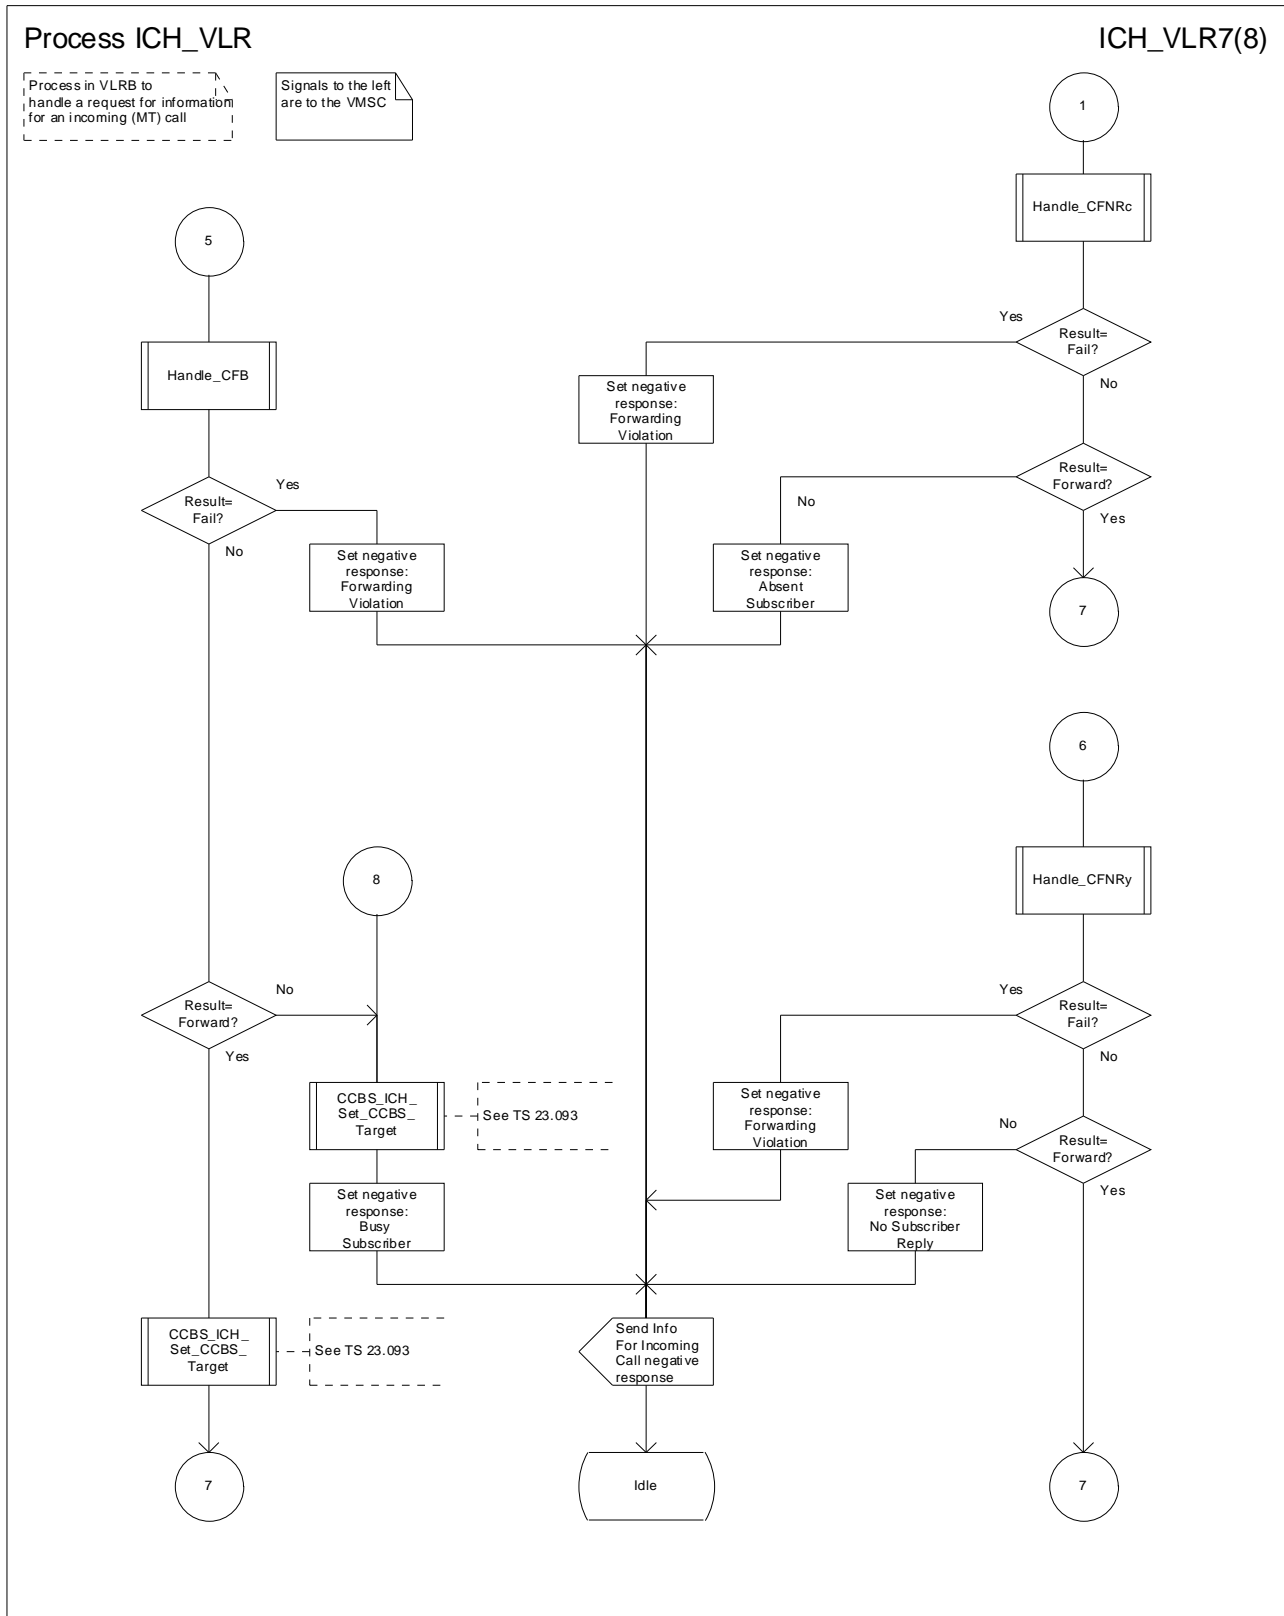 Process ICH_VLR
ICH_VLR7(8)
Process in VLRB to
handle a request for information
for an incoming (MT) call
Signals to the left
are to the VMSC
1
Handle_CFNRc
5
Yes
Result=
Fail?
Handle_CFB
No
Set negative
response:
Forwarding
Violation
Result=
Forward?
Yes
No
Result=
Fail?
Yes
No
Set negative
response:
Forwarding
Violation
Set negative
response:
Absent
Subscriber
7
6
8
Handle_CFNRy
No
Result=
Forward?
Yes
Yes
Result=
Fail?
No
CCBS_ICH_
Set_CCBS_
Target
See TS 23.093
Set negative
response:
Forwarding
Violation
No
Result=
Forward?
Yes
Set negative
response:
Busy
Subscriber
Set negative
response:
No Subscriber
Reply
CCBS_ICH_
Set_CCBS_
Target
See TS 23.093
Send Info
For Incoming
Call negative
response
7
Idle
7